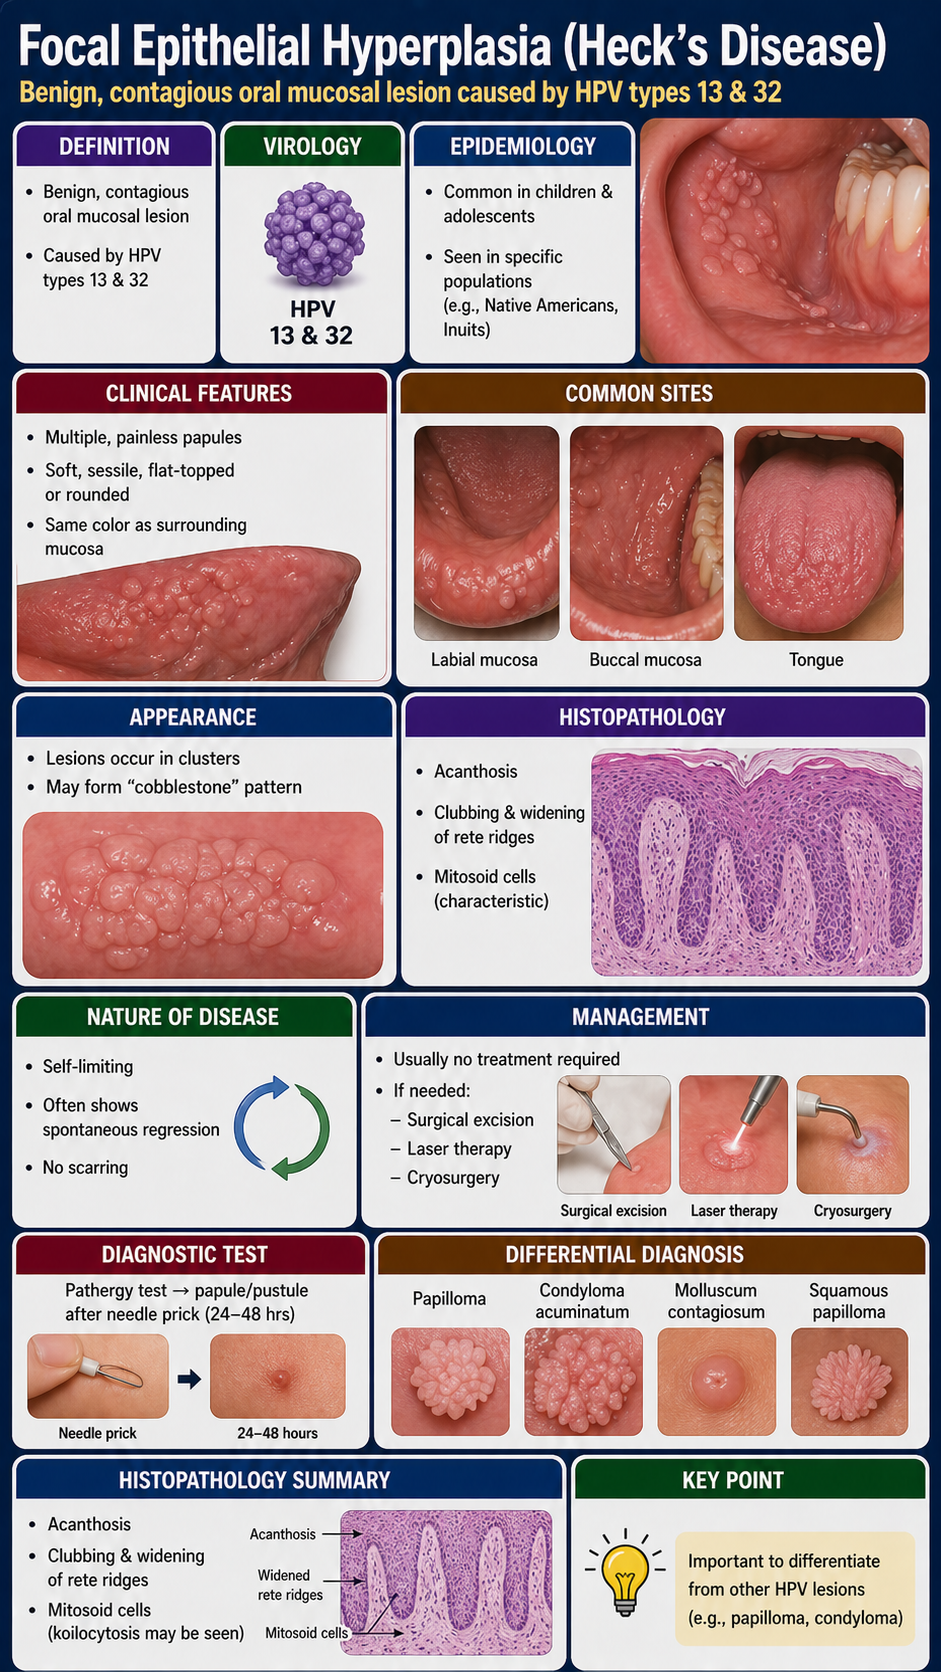 Focal Epithelial Hyperplasia (Heck's Disease)
Benign, contagious oral mucosal lesion caused by HPV types 13 & 32
DEFINITION
• Benign, contagious
oral mucosal lesion
• Caused by HPV
types 13 & 32
VIROLOGY
HPV
13 & 32
EPIDEMIOLOGY
• Common in children &
adolescents
• Seen in specific
populations
(e.g., Native Americans,
Inuits)
CLINICAL FEATURES
• Multiple, painless papules
• Soft, sessile, flat-topped
or rounded
• Same color as surrounding
mucosa
COMMON SITES
Labial mucosa
Buccal mucosa
Tongue
APPEARANCE
• Lesions occur in clusters
• May form “cobblestone” pattern
HISTOPATHOLOGY
• Acanthosis
• Clubbing & widening
of rete ridges
• Mitosoid cells
(characteristic)
NATURE OF DISEASE
• Self-limiting
• Often shows
spontaneous regression
• No scarring
MANAGEMENT
• Usually no treatment required
• If needed:
– Surgical excision
– Laser therapy
– Cryosurgery
Surgical excision
Laser therapy
Cryosurgery
DIAGNOSTIC TEST
Pathergy test → papule/pustule
after needle prick (24–48 hrs)
Needle prick
24–48 hours
DIFFERENTIAL DIAGNOSIS
Papilloma
Condyloma
acuminatum
Molluscum
contagiosum
Squamous
papilloma
HISTOPATHOLOGY SUMMARY
• Acanthosis
• Clubbing & widening
of rete ridges
• Mitosoid cells
(koilocytosis may be seen)
Acanthosis
Widened
rete ridges
Mitosoid cells
KEY POINT
Important to differentiate
from other HPV lesions
(e.g., papilloma, condyloma)